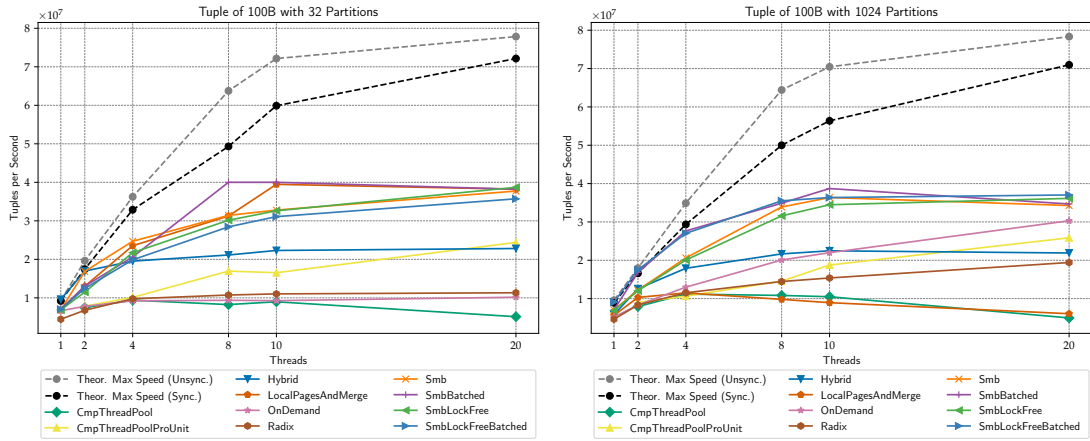 ×10⁷
Tuple of 100B with 32 Partitions
8
7
6
5
4
3
2
1
Tuples per Second
1 2 4 8 10 20
Threads
Theor. Max Speed (Unsync.)
Theor. Max Speed (Sync.)
CmpThreadPool
CmpThreadPoolProUnit
Hybrid
LocalPagesAndMerge
OnDemand
Radix
Smb
SmbBatched
SmbLockFree
SmbLockFreeBatched
×10⁷
Tuple of 100B with 1024 Partitions
8
7
6
5
4
3
2
1
Tuples per Second
1 2 4 8 10 20
Threads
Theor. Max Speed (Unsync.)
Theor. Max Speed (Sync.)
CmpThreadPool
CmpThreadPoolProUnit
Hybrid
LocalPagesAndMerge
OnDemand
Radix
Smb
SmbBatched
SmbLockFree
SmbLockFreeBatched